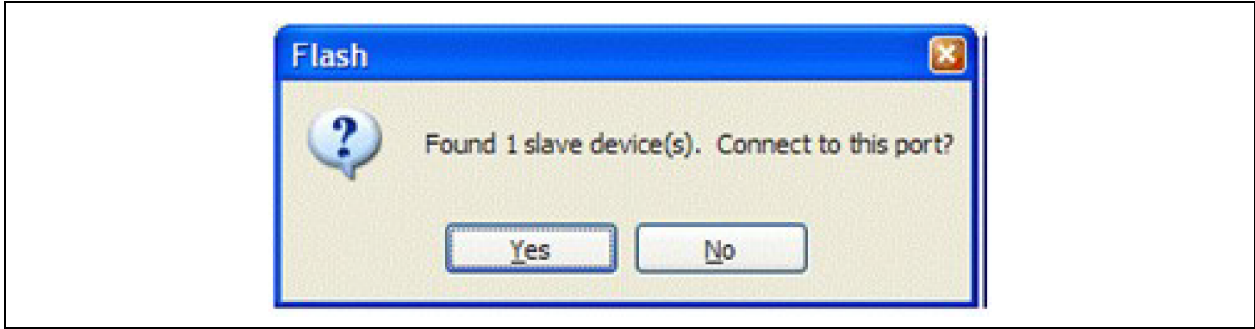 Flash
?
Found 1 slave device(s).  Connect to this port?
Yes
No